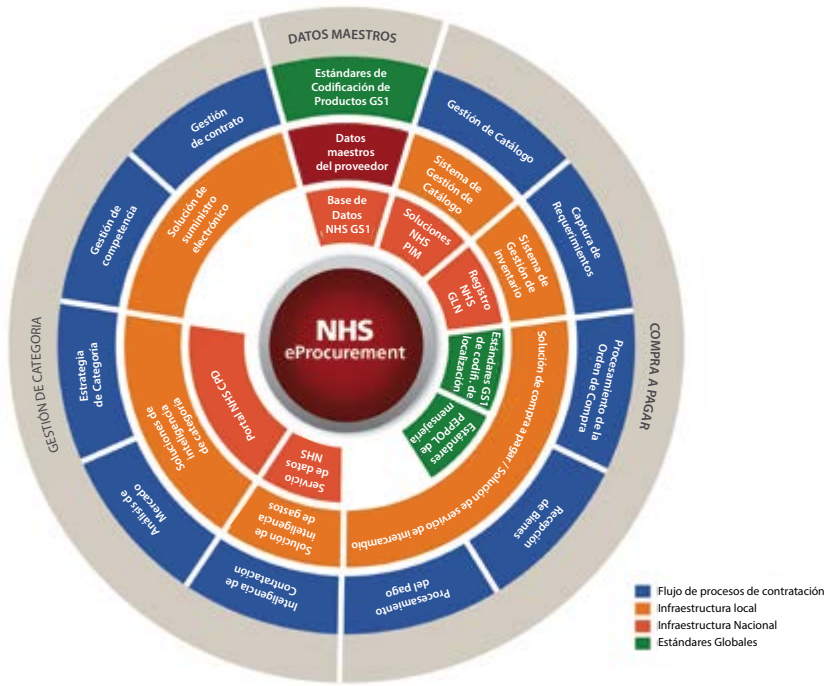 DATOS MAESTROS
Estándares de
Codificación de
Productos GS1
Datos
maestros
del proveedor
Base de
Datos
NHS GS1
Gestión de Catálogo
Captura de
Requerimientos
Procesamiento de la
Orden de Compra
Recepción
de Bienes
Procesamiento
del pago
Inteligencia de
Contratación
Análisis de
Mercado
Estrategia
de Categoría
Gestión de
competencia
Gestión
de contrato
Sistema de
Gestión de
Catálogo
Sistema de
Gestión de
inventario
Solución de compra a pagar / Solución de servicio de intercambio
Solución de
inteligencia
de gastos
Soluciones de
Inteligencia
de categoría
Solución de
suministro
electrónico
Soluciones
NHS
PIM
Registro
NHS
GLN
Estándares GS1
de codifi. de
localización
Estándares
PEPPOL de
mensajería
Servicio
de datos
NHS
Portal NHS CPD
NHS
eProcurement
GESTIÓN DE CATEGORIA
COMPRA A PAGAR
Flujo de procesos de contratación
Infraestructura local
Infraestructura Nacional
Estándares Globales